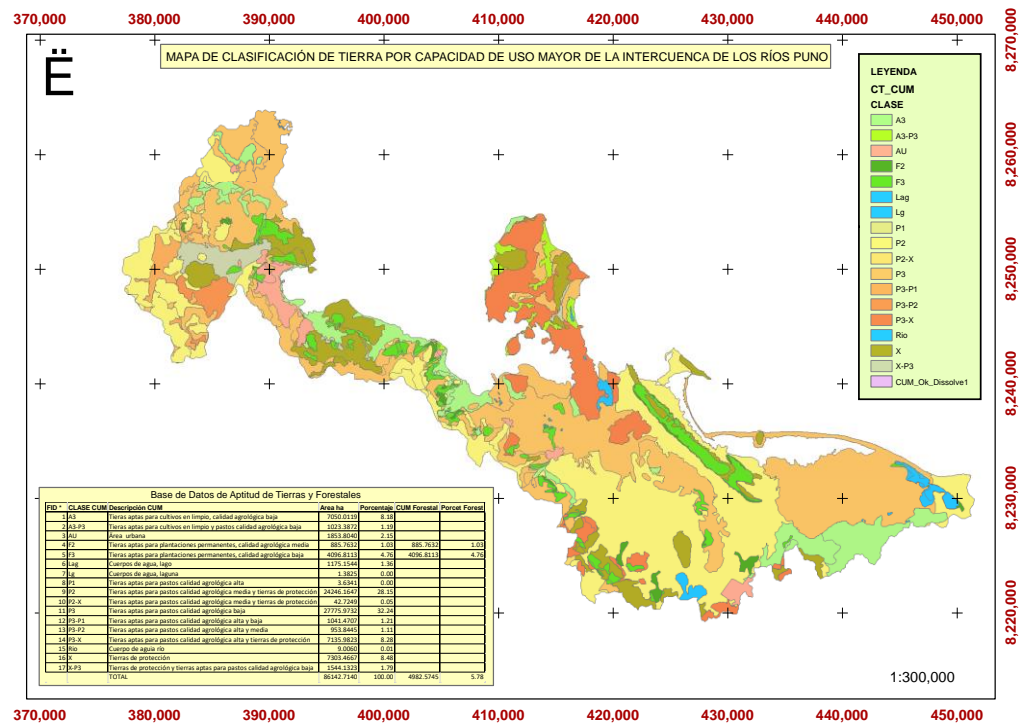 370,000 380,000 390,000 400,000 410,000 420,000 430,000 440,000 450,000
8,270,000
Ë
MAPA DE CLASIFICACIÓN DE TIERRA POR CAPACIDAD DE USO MAYOR DE LA INTERCUENCA DE LOS RÍOS PUNO
LEYENDA
CT_CUM
CLASE
A3
A3-P3
AU
F2
F3
Lag
Lg
P1
P2
P2-X
P3
P3-P1
P3-P2
P3-X
Rio
X
X-P3
CUM_Ok_Dissolve1
8,260,000
8,250,000
8,240,000
8,230,000
8,220,000
Base de Datos de Aptitud de Tierras y Forestales
FID * CLASE CUM Descripción CUM Area ha Porcentaje CUM Forestal Porcet Forest
1 A3 Tieras aptas para cultivos en limpio, calidad agrológica baja 7050.0119 8.18
2 A3-P3 Tieras aptas para cultivos en limpio y pastos calidad agrológica baja 1023.3872 1.19
3 AU Área urbana 1853.8040 2.15
4 F2 Tieras aptas para plantaciones permanentes, calidad agrológica media 885.7632 1.03 885.7632 1.03
5 F3 Tieras aptas para plantaciones permanentes, calidad agrológica baja 4096.8113 4.76 4096.8113 4.76
6 Lag Cuerpos de agua, lago 1175.1544 1.36
7 Lg Cuerpos de agua, laguna 1.3825 0.00
8 P1 Tieras aptas para pastos calidad agrológica alta 3.6341 0.00
9 P2 Tieras aptas para pastos calidad agrológica media y tierras de protección 24246.1647 28.15
10 P2-X Tieras aptas para pastos calidad agrológica media y tierras de protección 42.7249 0.05
11 P3 Tieras aptas para pastos calidad agrológica baja 27775.9732 32.24
12 P3-P1 Tieras aptas para pastos calidad agrológica alta y baja 1041.4707 1.21
13 P3-P2 Tieras aptas para pastos calidad agrológica alta y media 953.8445 1.11
14 P3-X Tieras aptas para pastos calidad agrológica alta y tierras de protección 7135.9823 8.28
15 Rio Cuerpo de agua río 9.0060 0.01
16 X Tierras de protección 7303.4667 8.48
17 X-P3 Tierras de protección y tierras aptas para pastos calidad agrológica baja 1544.1323 1.79
TOTAL 86142.7140 100.00 4982.5745 5.78
1:300,000
370,000 380,000 390,000 400,000 410,000 420,000 430,000 440,000 450,000